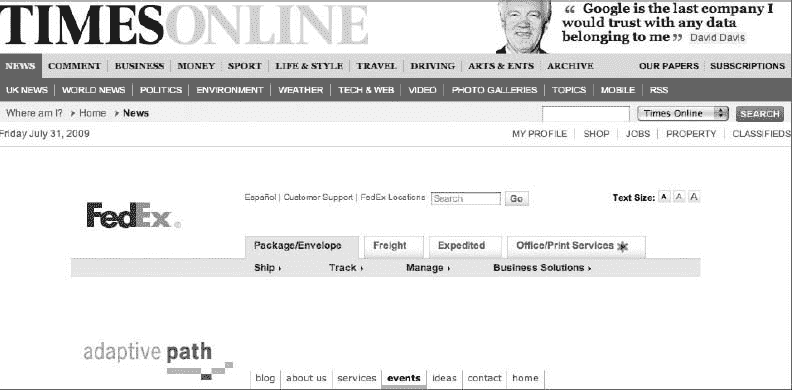 TIMESONLINE
“ Google is the last company I
would trust with any data
belonging to me ” David Davis
NEWS COMMENT BUSINESS MONEY SPORT LIFE & STYLE TRAVEL DRIVING ARTS & ENTS ARCHIVE OUR PAPERS SUBSCRIPTIONS
UK NEWS WORLD NEWS POLITICS ENVIRONMENT WEATHER TECH & WEB VIDEO PHOTO GALLERIES TOPICS MOBILE RSS
Where am I? Home News Times Online SEARCH
Friday July 31, 2009 MY PROFILE SHOP JOBS PROPERTY CLASSIFIEDS
Español | Customer Support | FedEx Locations Search Go Text Size: A A A
FedEx®
Package/Envelope Freight Expedited Office/Print Services
Ship Track Manage Business Solutions
adaptive path
blog about us services events ideas contact home